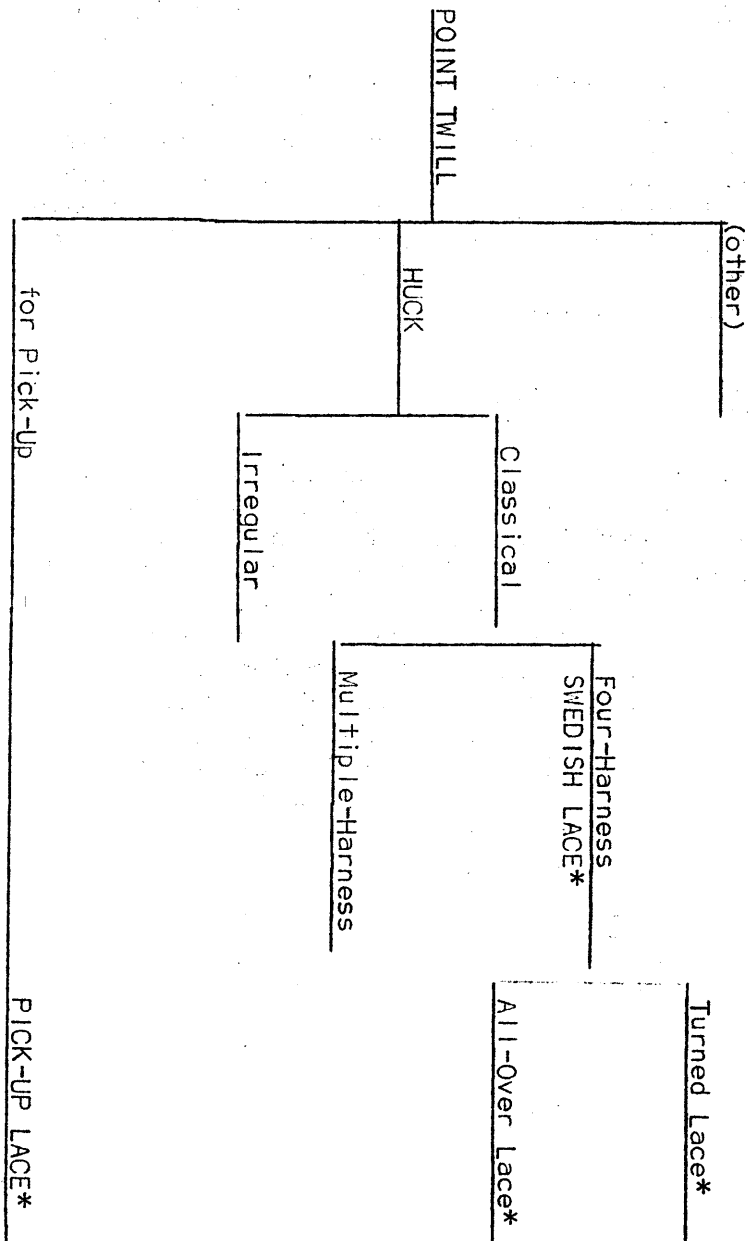 (other)
POINT TWILL
HUCK
for Pick-Up
Classical
Irregular
Four-Harness
SWEDISH LACE*
Multiple-Harness
Turned Lace*
All-Over Lace*
PICK-UP LACE*